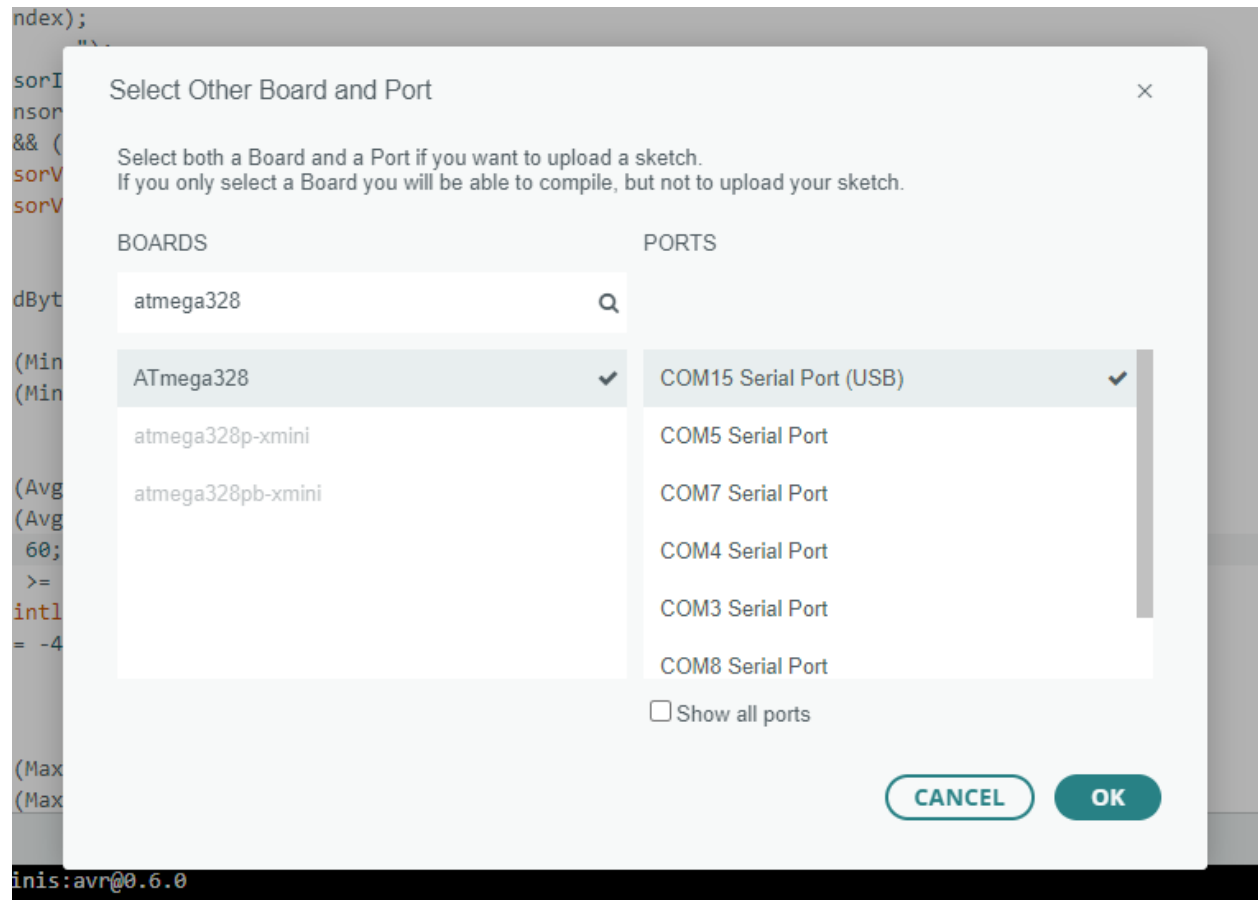 ndex);
");
sorI
nsor
&& (
sorV
sorV
dByt
(Min
(Min
(Avg
(Avg
60;
>=
intl
= -4
(Max
(Max
Select Other Board and Port
Select both a Board and a Port if you want to upload a sketch.
If you only select a Board you will be able to compile, but not to upload your sketch.
BOARDS
atmega328
ATmega328
atmega328p-xmini
atmega328pb-xmini
PORTS
COM15 Serial Port (USB)
COM5 Serial Port
COM7 Serial Port
COM4 Serial Port
COM3 Serial Port
COM8 Serial Port
Show all ports
CANCEL
OK
inis:avr@0.6.0